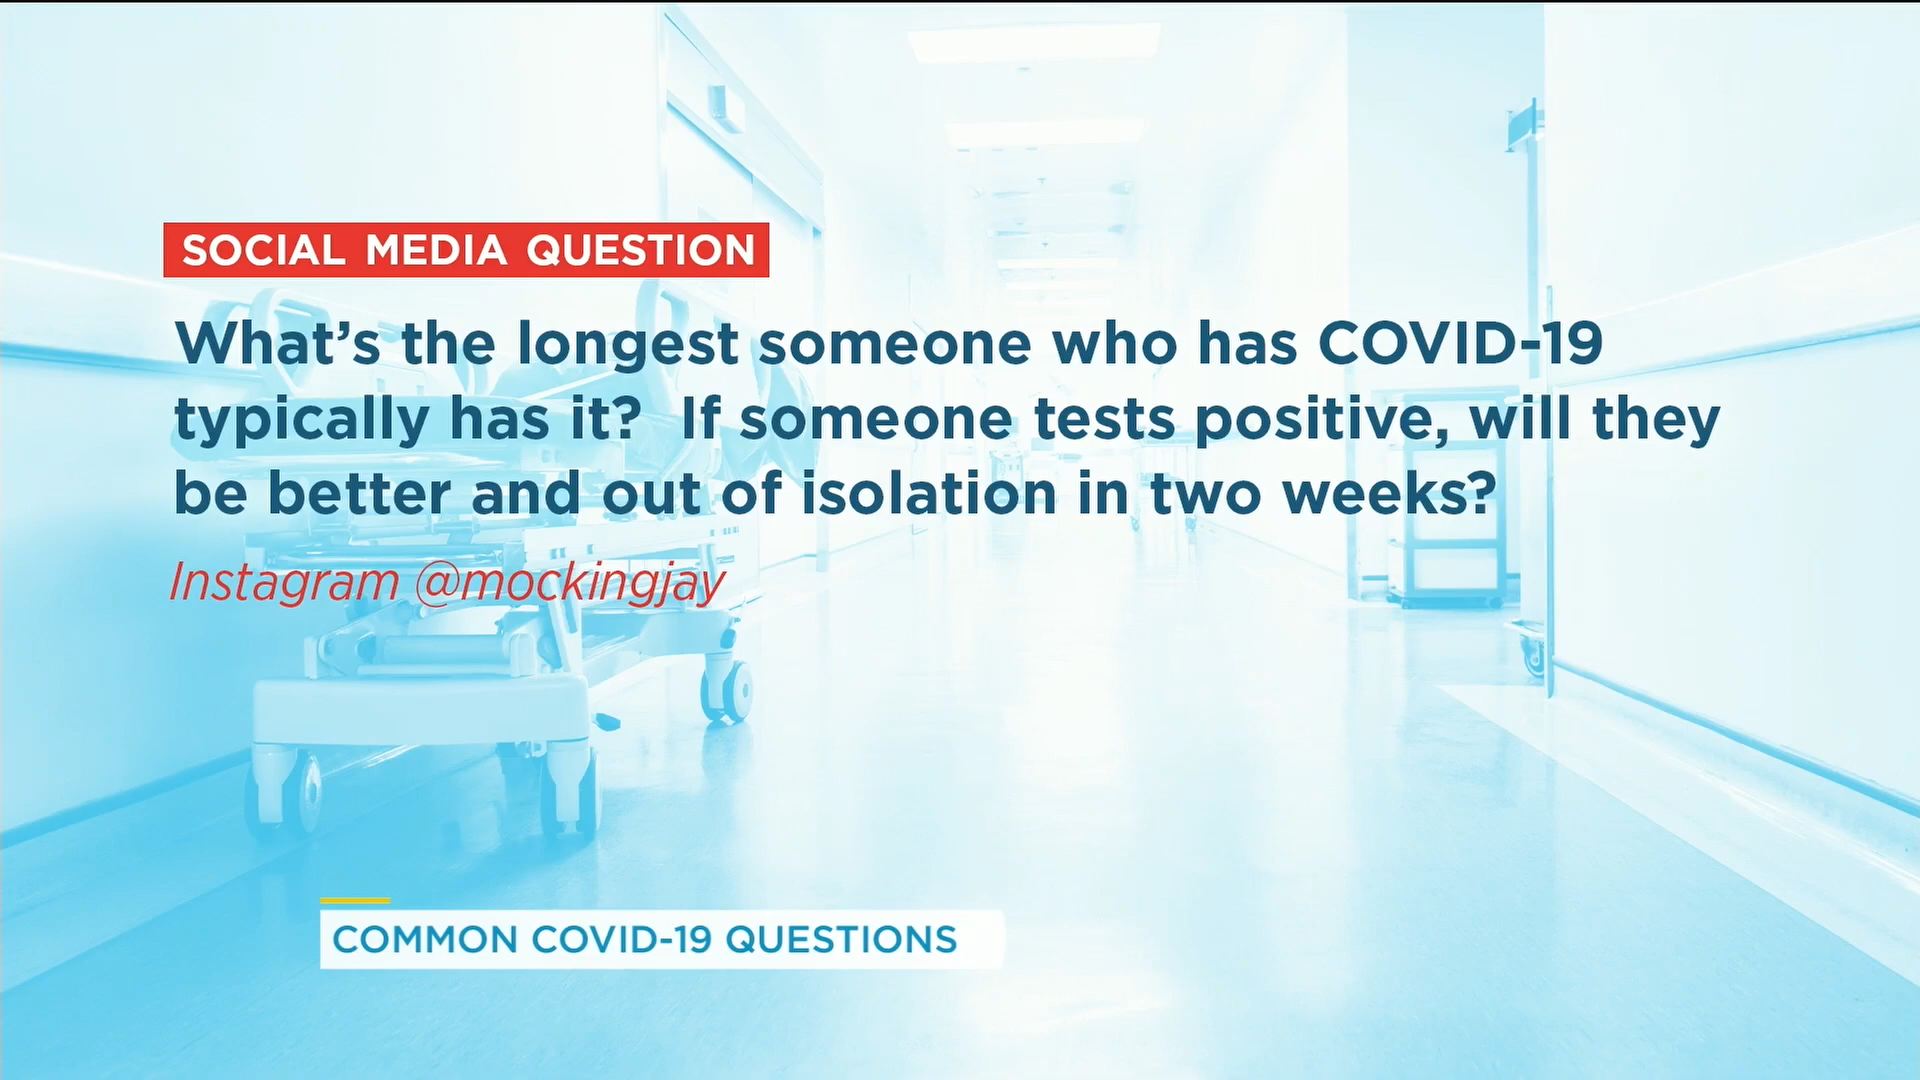 SOCIAL MEDIA QUESTION
What’s the longest someone who has COVID-19
typically has it?  If someone tests positive, will they
be better and out of isolation in two weeks?
Instagram @mockingjay
COMMON COVID-19 QUESTIONS